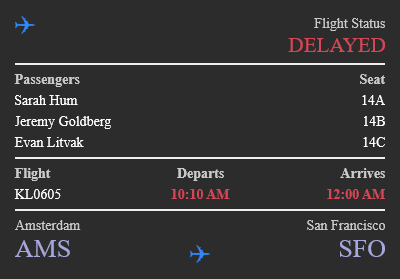 Flight Status
DELAYED
Passengers Seat
Sarah Hum 14A
Jeremy Goldberg 14B
Evan Litvak 14C
Flight Departs Arrives
KL0605 10:10 AM 12:00 AM
Amsterdam San Francisco
AMS SFO